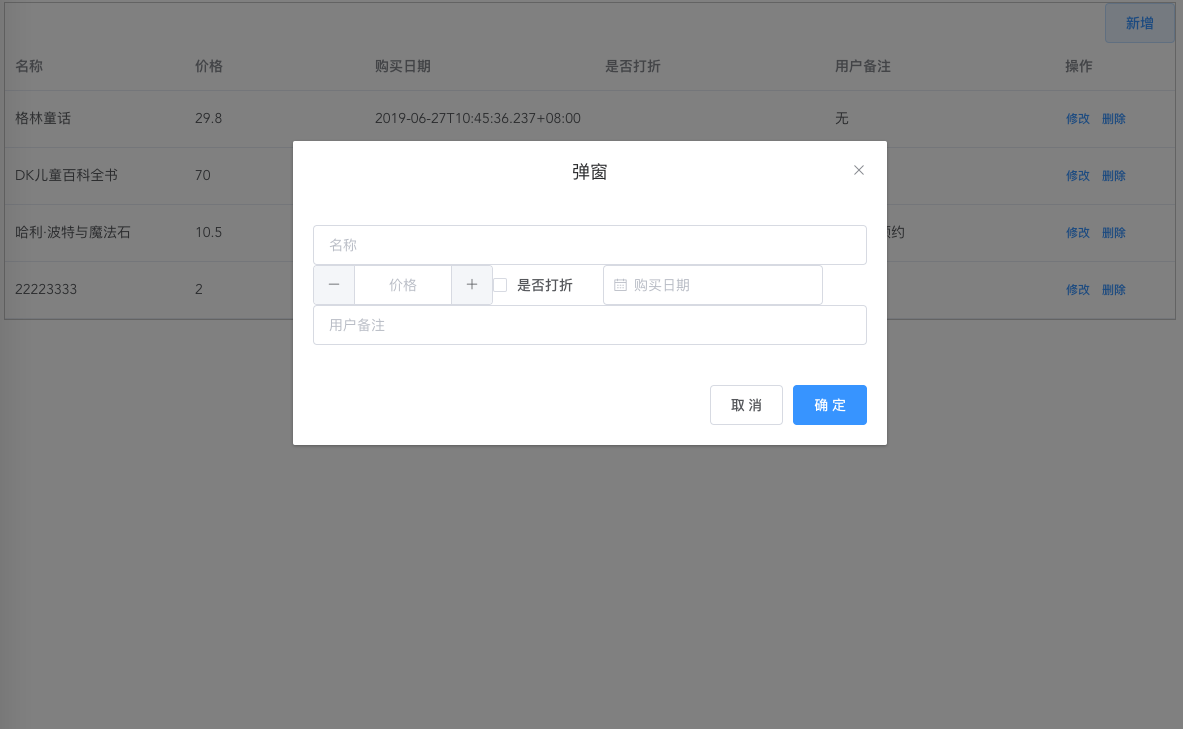 新增
名称 价格 购买日期 是否打折 用户备注 操作
格林童话 29.8 2019-06-27T10:45:36.237+08:00 无 修改 删除
弹窗
DK儿童百科全书 70 修改 删除
名称
哈利·波特与魔法石 10.5 约 修改 删除
价格 是否打折 购买日期
22223333 2 修改 删除
用户备注
取 消 确 定